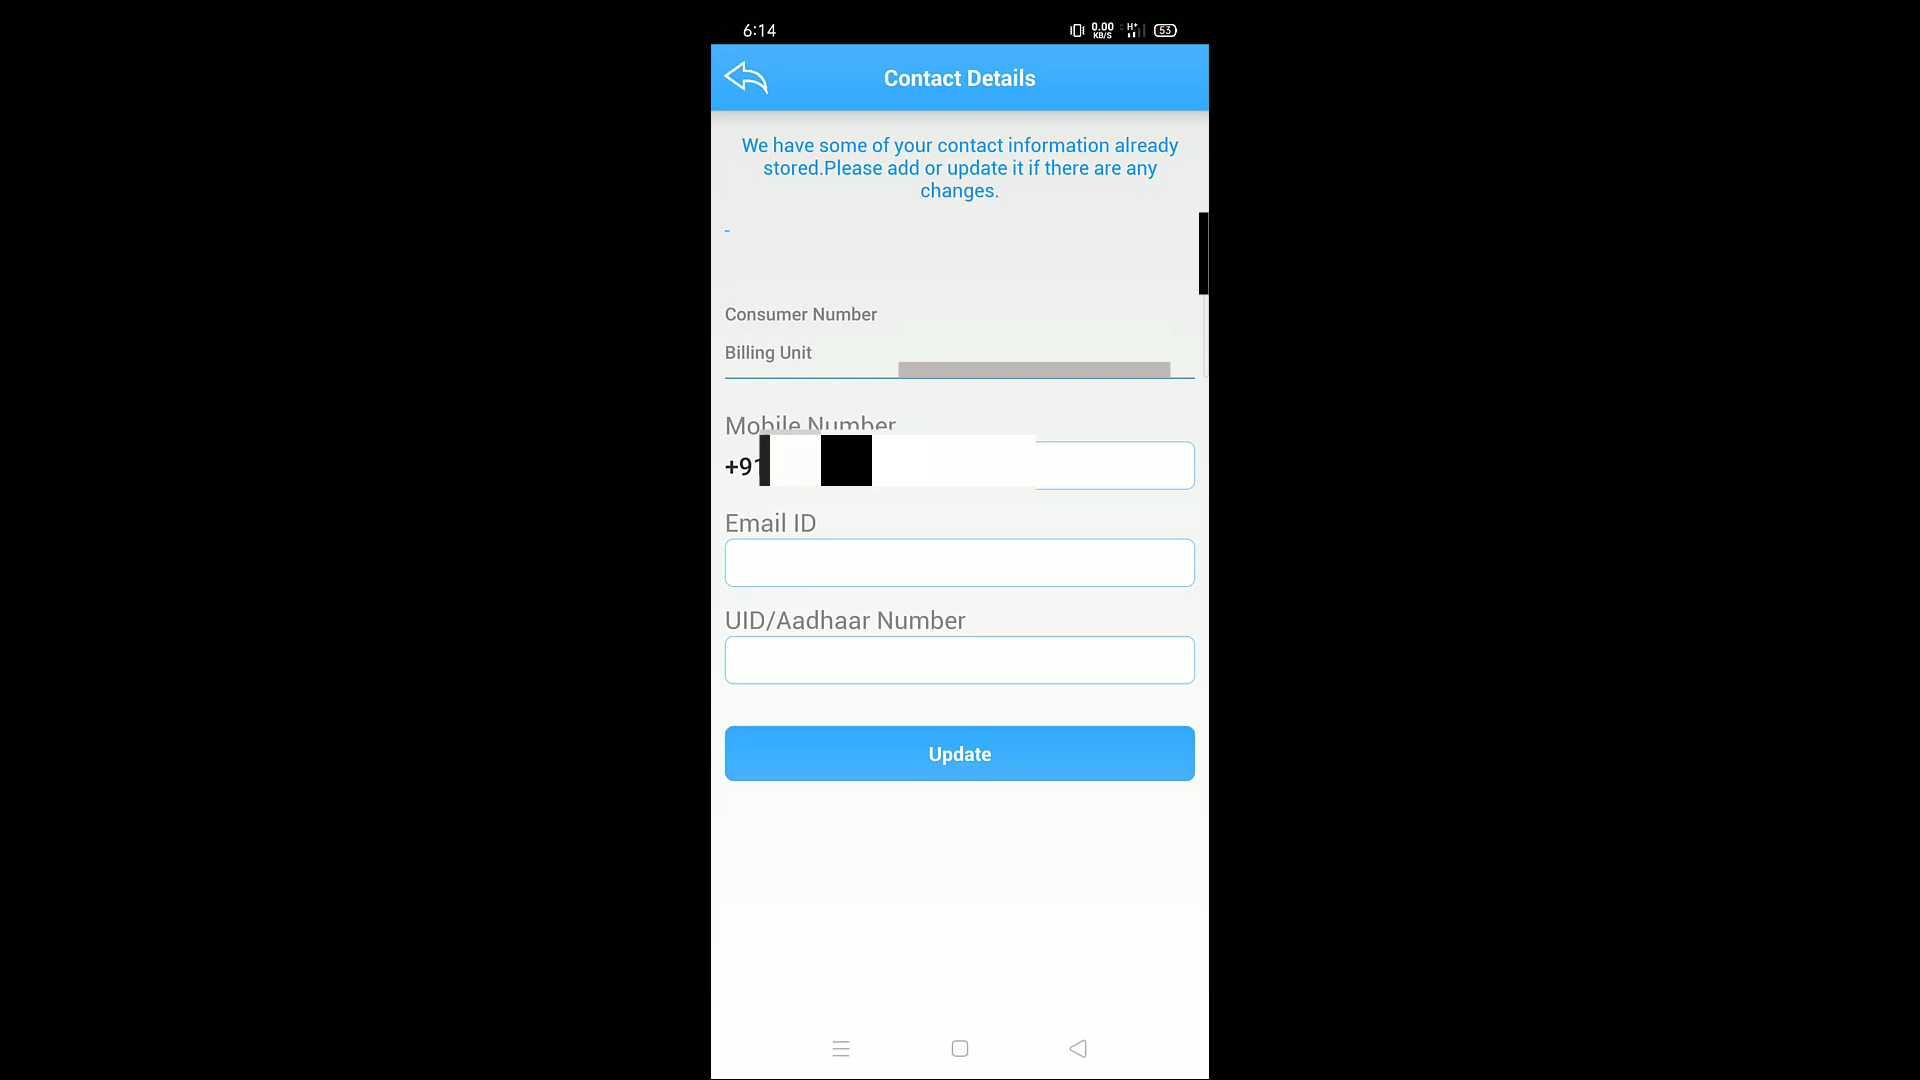 6:14
0.00
KB/S
H+
53
Contact Details
We have some of your contact information already
stored.Please add or update it if there are any
changes.
-
Consumer Number
Billing Unit
Mobile Number
+91
Email ID
UID/Aadhaar Number
Update